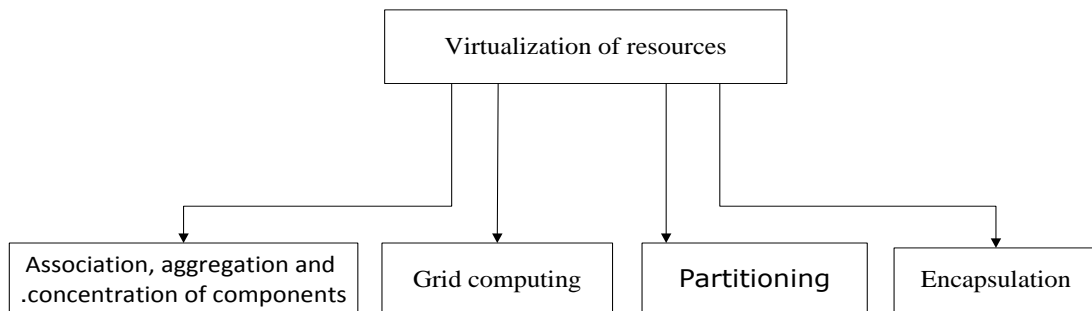 Virtualization of resources
Association, aggregation and
.concentration of components
Grid computing
Partitioning
Encapsulation